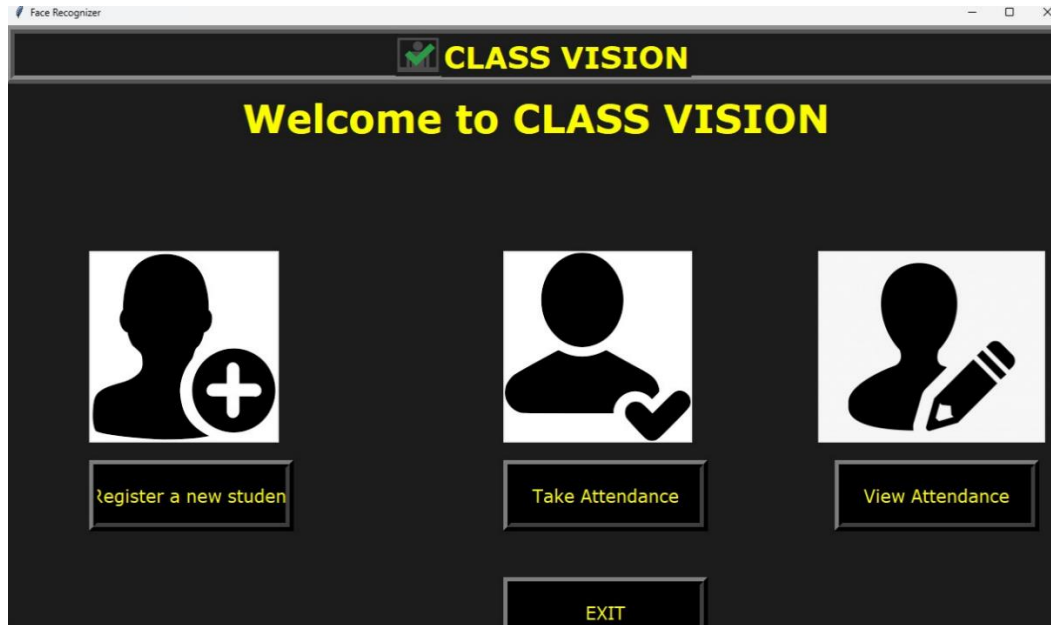 Face Recognizer
CLASS VISION
Welcome to CLASS VISION
Register a new studen
Take Attendance
View Attendance
EXIT